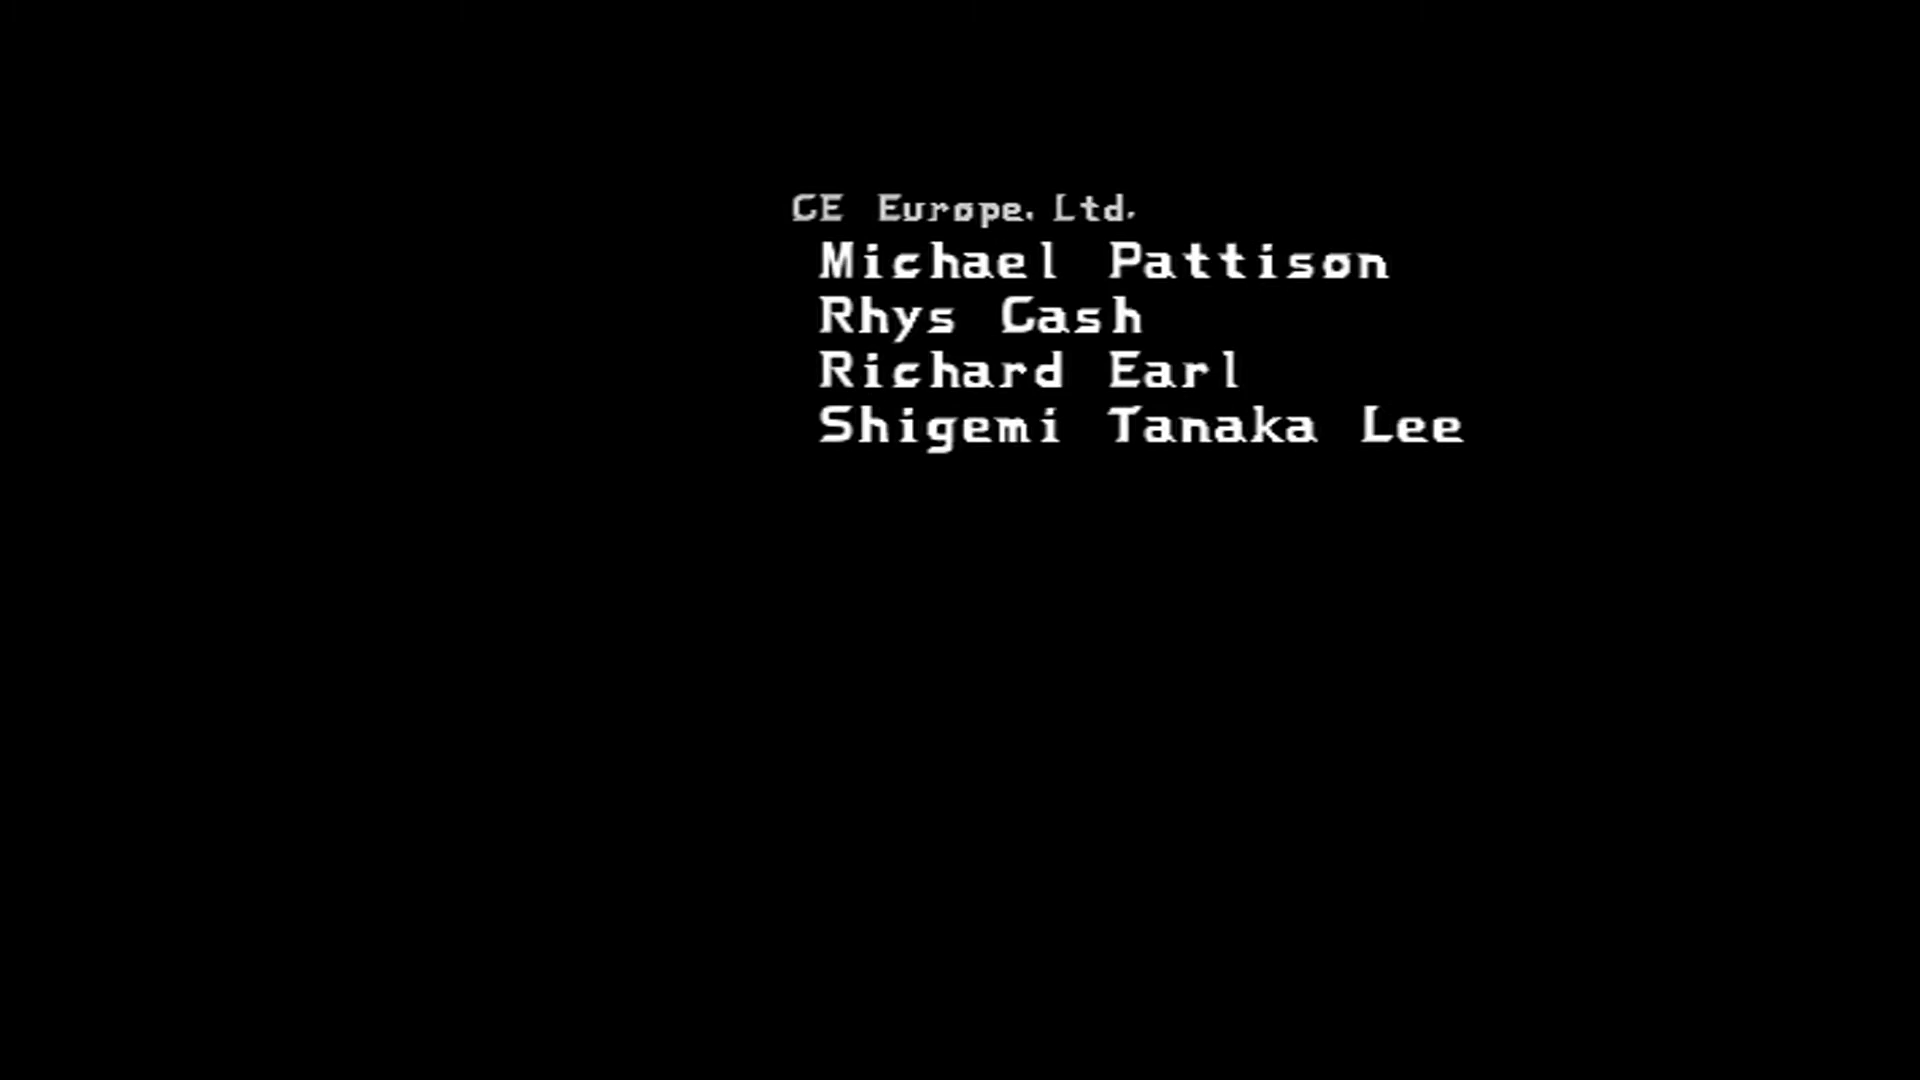 CE Europe. Ltd.
Michael Pattison
Rhys Cash
Richard Earl
Shigemi Tanaka Lee